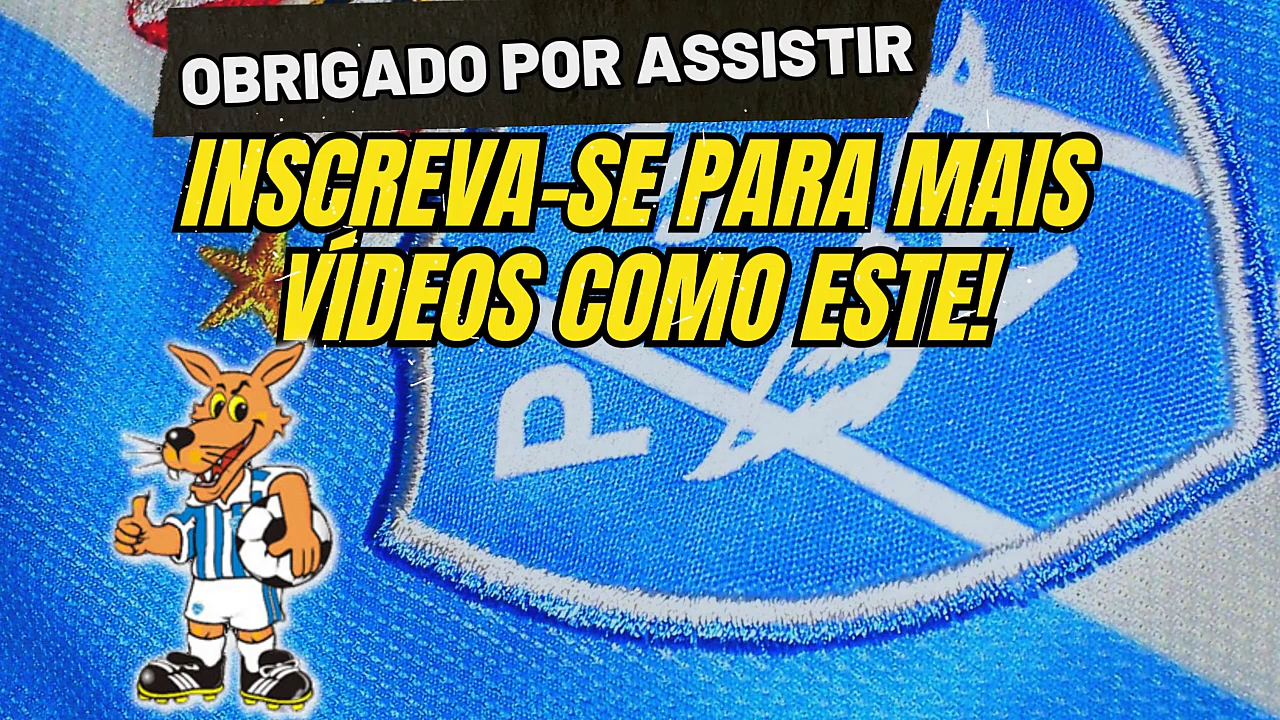 OBRIGADO POR ASSISTIR
INSCREVA-SE PARA MAIS
VÍDEOS COMO ESTE!
P